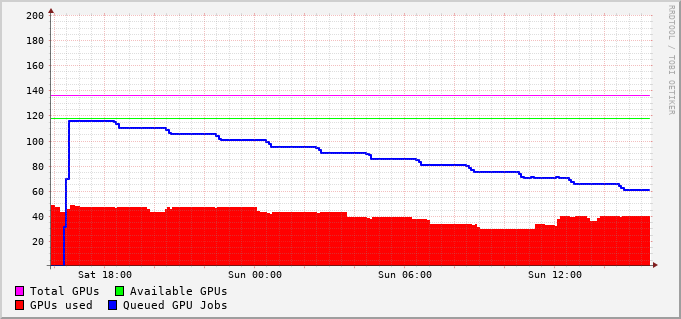 200
180
160
140
120
100
80
60
40
20
Sat 18:00 Sun 00:00 Sun 06:00 Sun 12:00
Total GPUs Available GPUs
GPUs used Queued GPU Jobs
RRDTOOL / TOBI OETIKER